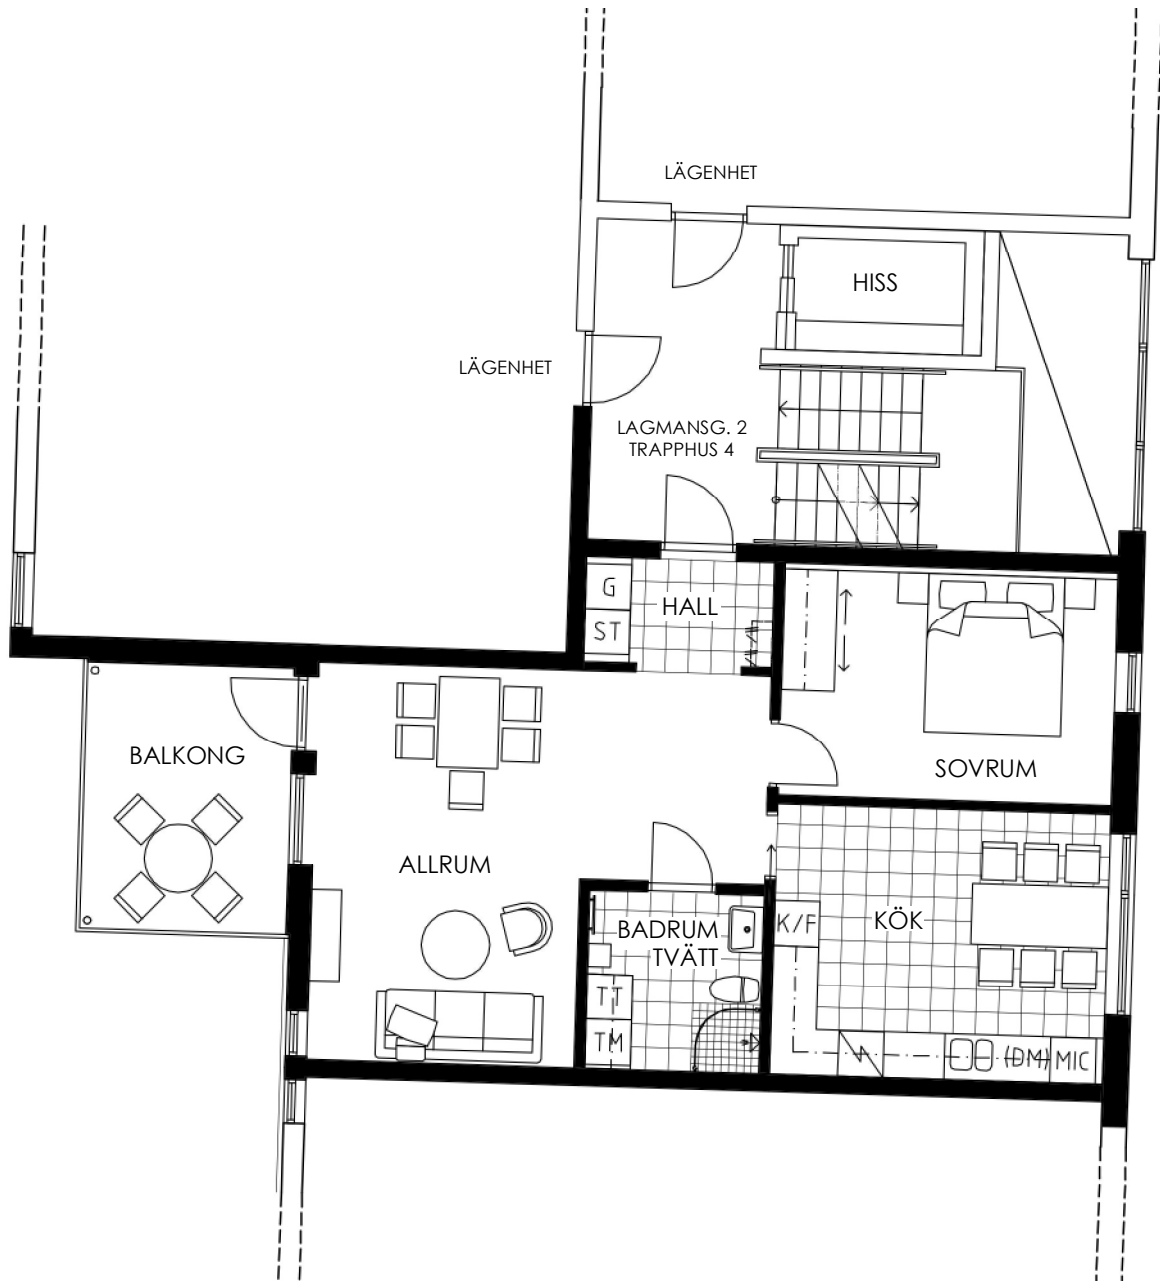 LÄGENHET
HISS
LÄGENHET
LAGMANSG. 2
TRAPPHUS 4
G
HALL
ST
BALKONG
SOVRUM
ALLRUM
BADRUM
TVÄTT
K/F
KÖK
TT
TM
(DM)
MIC